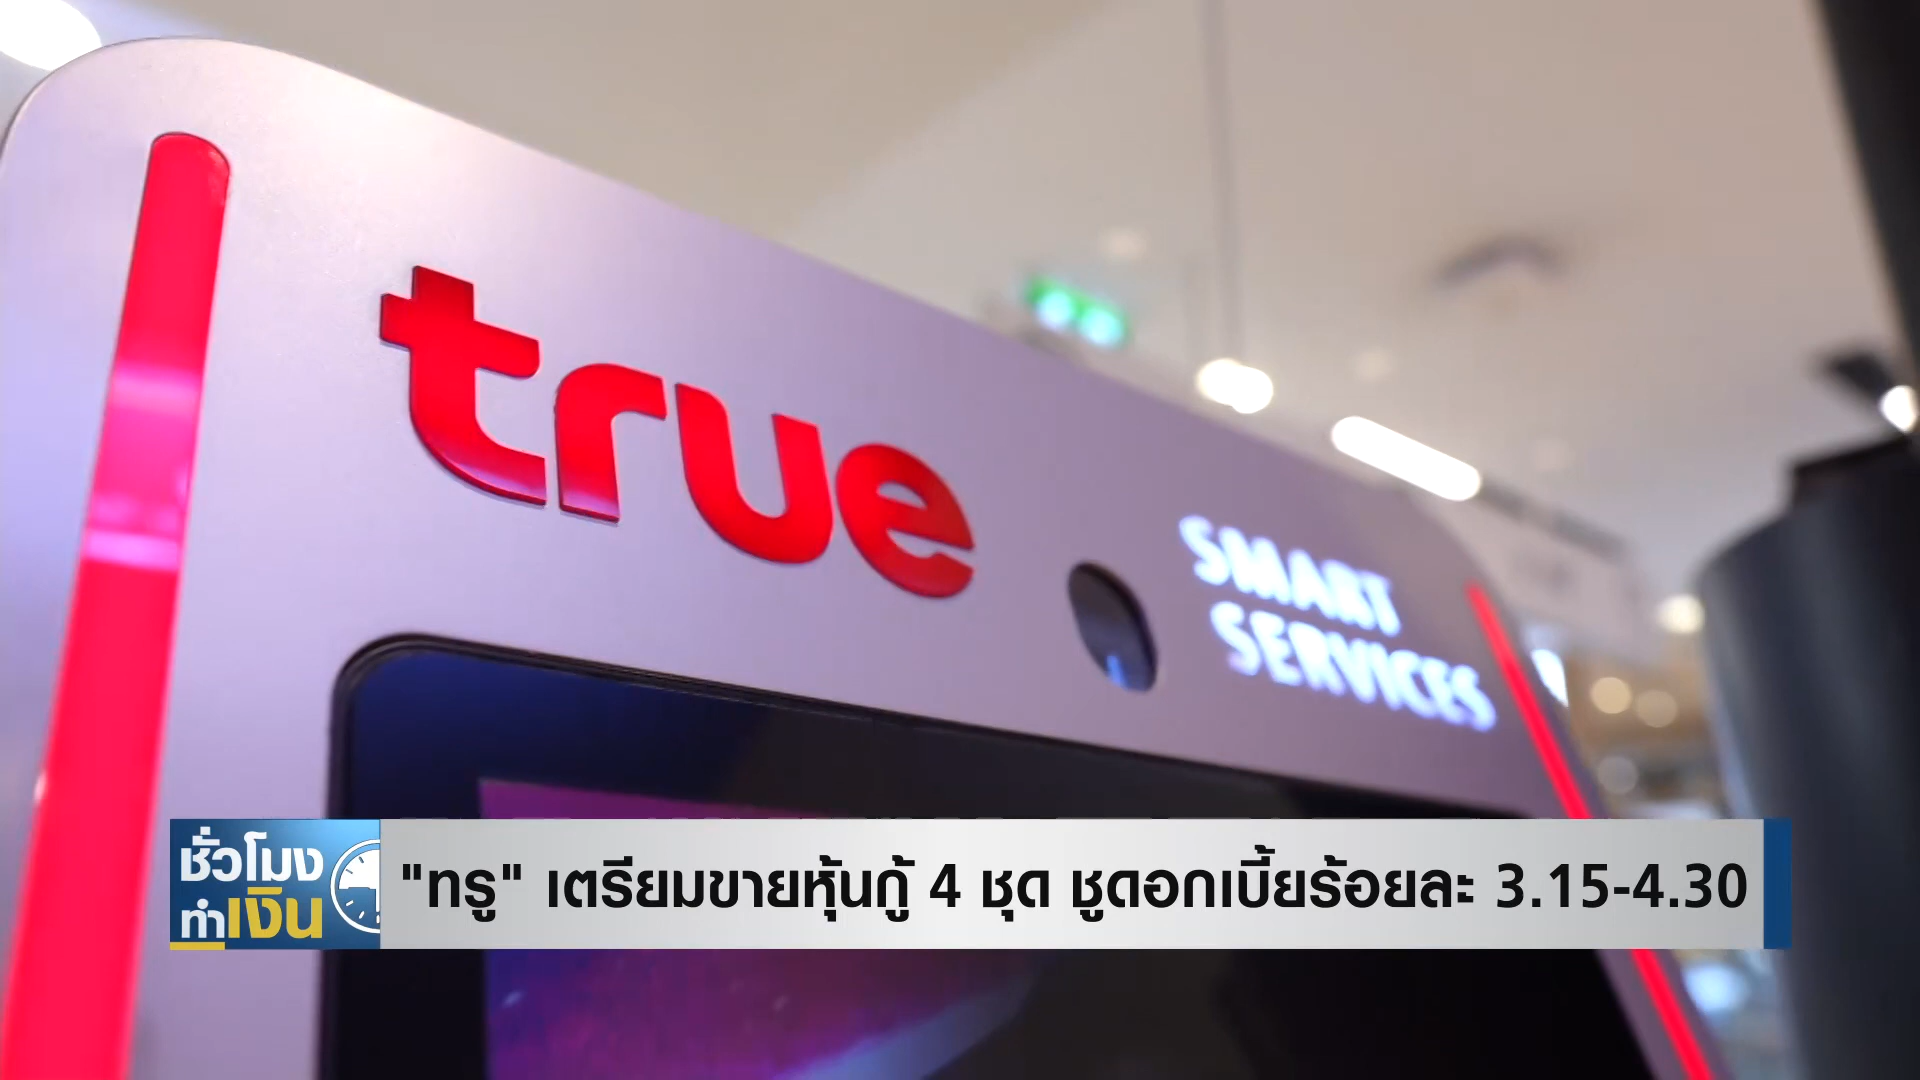 true
SMART
SERVICES
ชั่วโมง
ทำเงิน
"ทรู" เตรียมขายหุ้นกู้ 4 ชุด ชูดอกเบี้ยร้อยละ 3.15-4.30